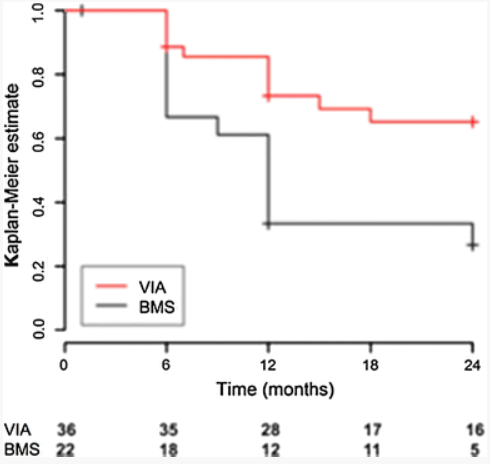 Kaplan-Meier estimate
1.0
0.8
0.6
0.4
0.2
0.0
VIA
BMS
0 6 12 18 24
Time (months)
VIA 36 35 28 17 16
BMS 22 18 12 11 5